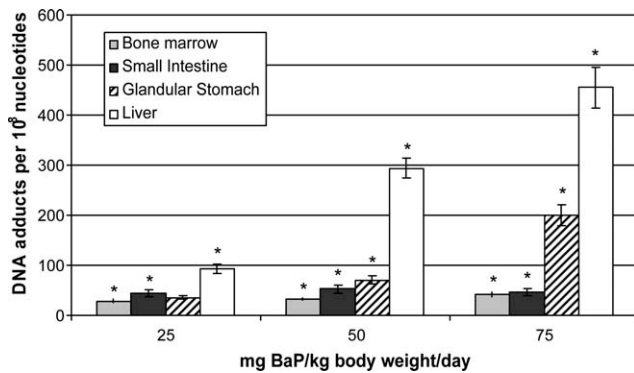 600
500
400
300
200
100
0
DNA adducts per 10⁸ nucleotides
Bone marrow
Small Intestine
Glandular Stomach
Liver
* * *
* * * *
* * * *
25 50 75
mg BaP/kg body weight/day